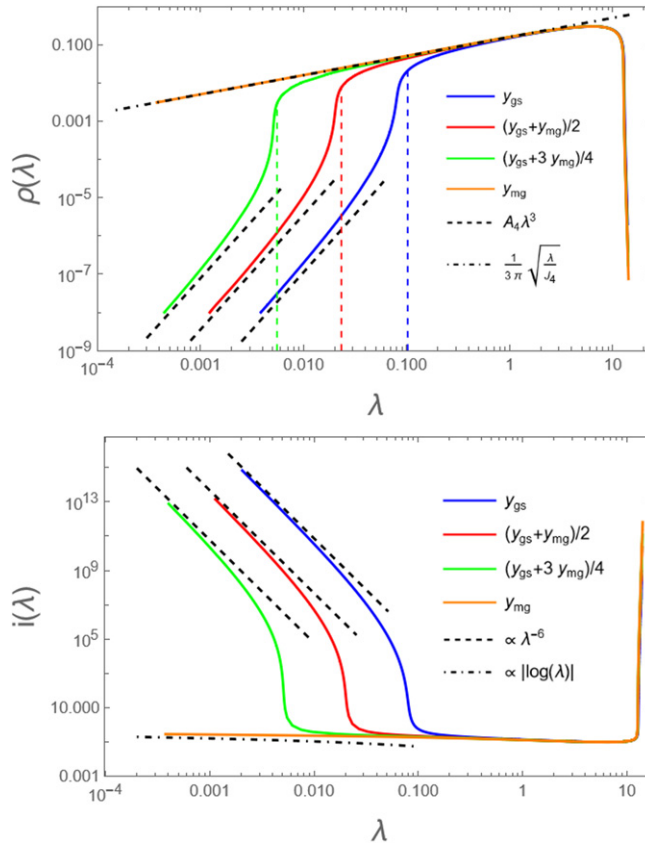 0.100
0.001
10⁻⁵
10⁻⁷
10⁻⁹
ρ(λ)
y_gs
(y_gs+y_mg)/2
(y_gs+3 y_mg)/4
y_mg
A₄λ³
1/(3 π) √(λ/J₄)
10⁻⁴ 0.001 0.010 0.100 1 10
λ
10¹³
10⁹
10⁵
10.000
0.001
i(λ)
y_gs
(y_gs+y_mg)/2
(y_gs+3 y_mg)/4
y_mg
∝ λ⁻⁶
∝ |log(λ)|
10⁻⁴ 0.001 0.010 0.100 1 10
λ